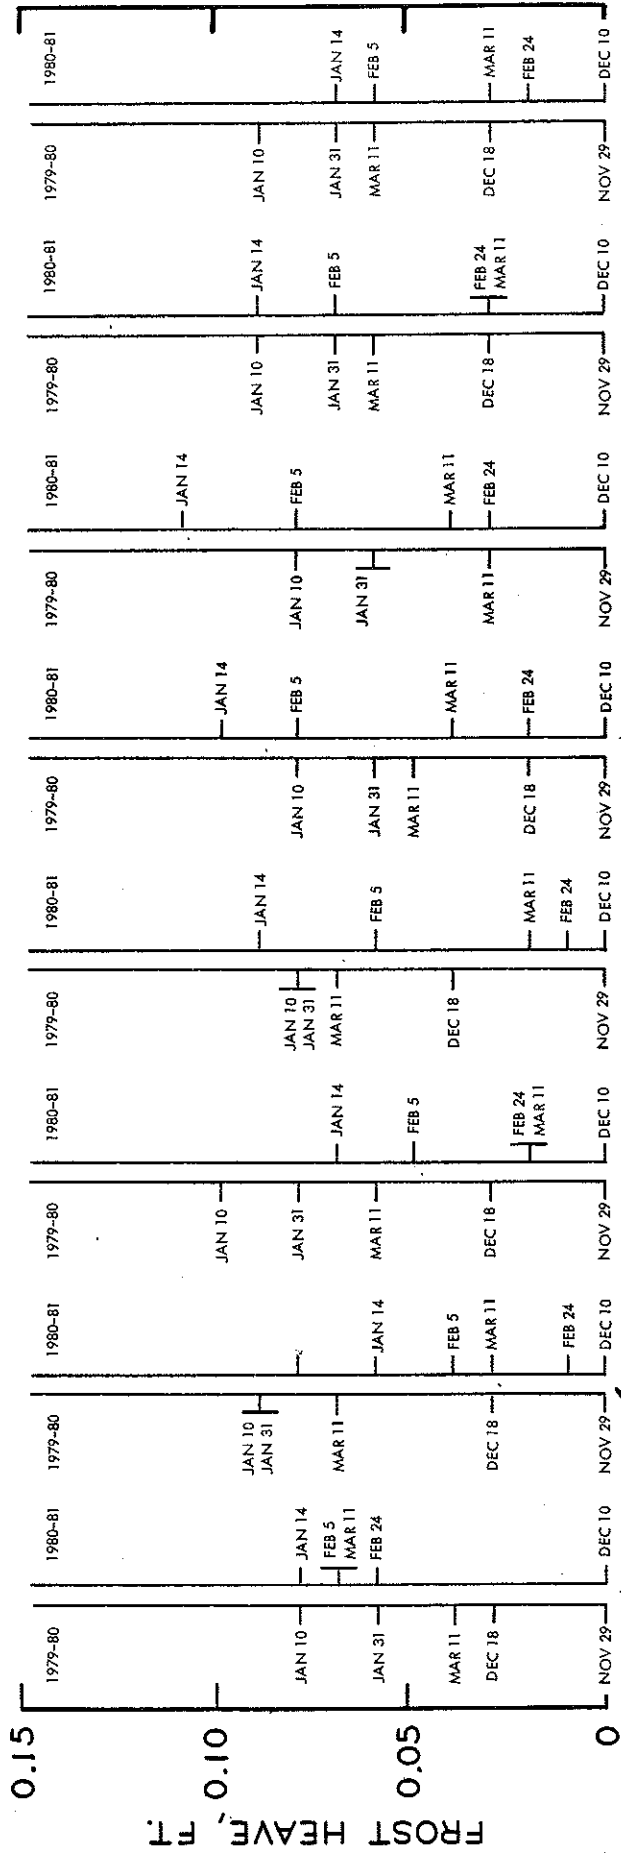 FROST HEAVE, FT.
0.15
0.10
0.05
0
1979-80
JAN 10
JAN 31
MAR 11
DEC 18
NOV 29
1980-81
JAN 14
FEB 5
MAR 11
FEB 24
DEC 10
1979-80
JAN 10
JAN 31
MAR 11
DEC 18
NOV 29
1980-81
JAN 14
FEB 5
MAR 11
FEB 24
DEC 10
1979-80
JAN 10
JAN 31
MAR 11
DEC 18
NOV 29
1980-81
JAN 14
FEB 5
FEB 24
MAR 11
DEC 10
1979-80
JAN 10
JAN 31
MAR 11
DEC 18
NOV 29
1980-81
JAN 14
FEB 5
MAR 11
FEB 24
DEC 10
1979-80
JAN 10
JAN 31
MAR 11
DEC 18
NOV 29
1980-81
JAN 14
FEB 5
MAR 11
FEB 24
DEC 10
1979-80
JAN 10
JAN 31
MAR 11
NOV 29
1980-81
JAN 14
FEB 5
MAR 11
FEB 24
DEC 10
1979-80
JAN 10
JAN 31
MAR 11
DEC 18
NOV 29
1980-81
JAN 14
FEB 5
FEB 24
MAR 11
DEC 10
1979-80
JAN 10
JAN 31
MAR 11
DEC 18
NOV 29
1980-81
JAN 14
FEB 5
MAR 11
FEB 24
DEC 10